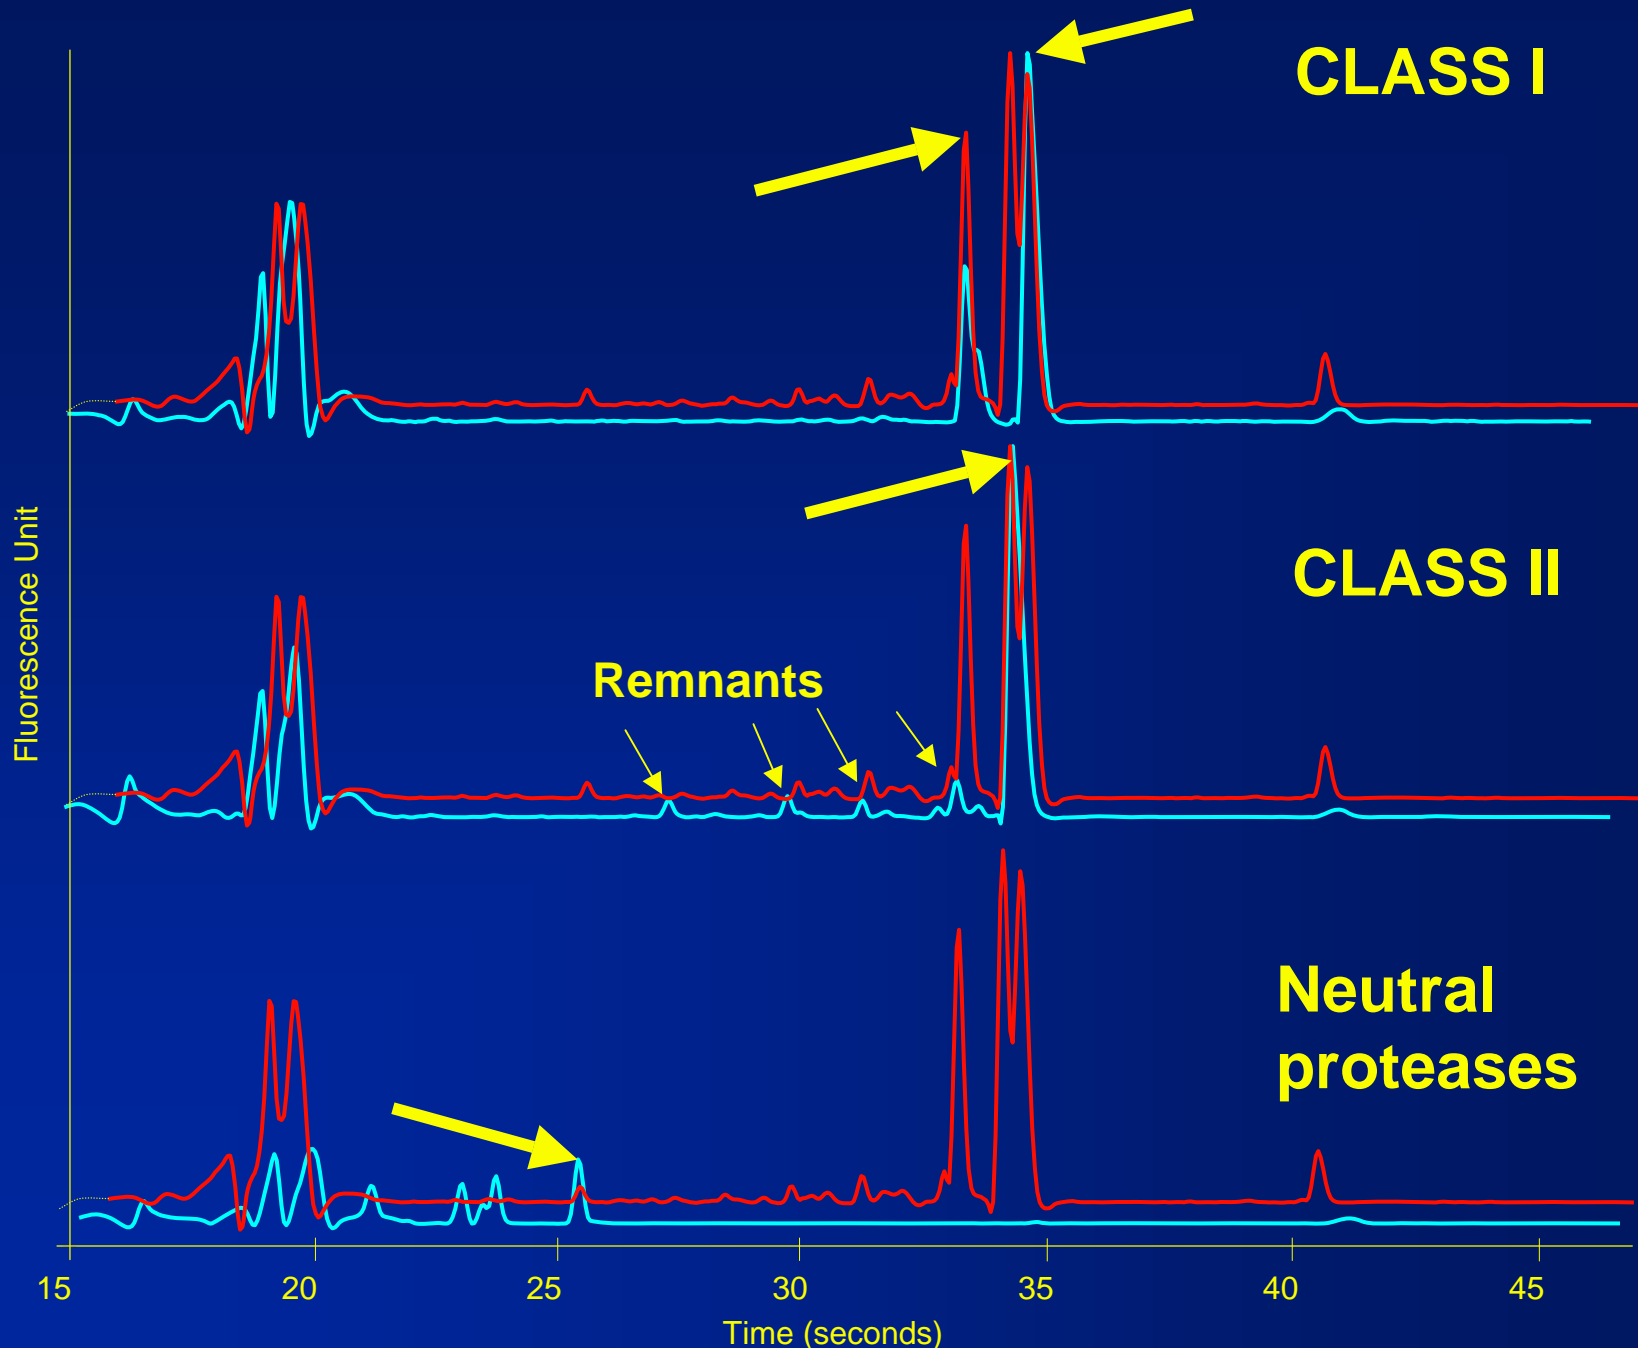 CLASS I
CLASS II
Fluorescence Unit
Remnants
Neutral
proteases
15 20 25 30 35 40 45
Time (seconds)